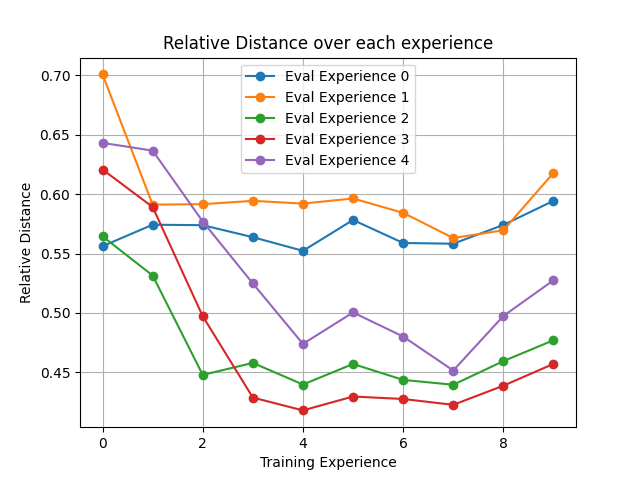 Relative Distance over each experience
Eval Experience 0
Eval Experience 1
Eval Experience 2
Eval Experience 3
Eval Experience 4
0.70
0.65
0.60
0.55
0.50
0.45
Relative Distance
0 2 4 6 8
Training Experience